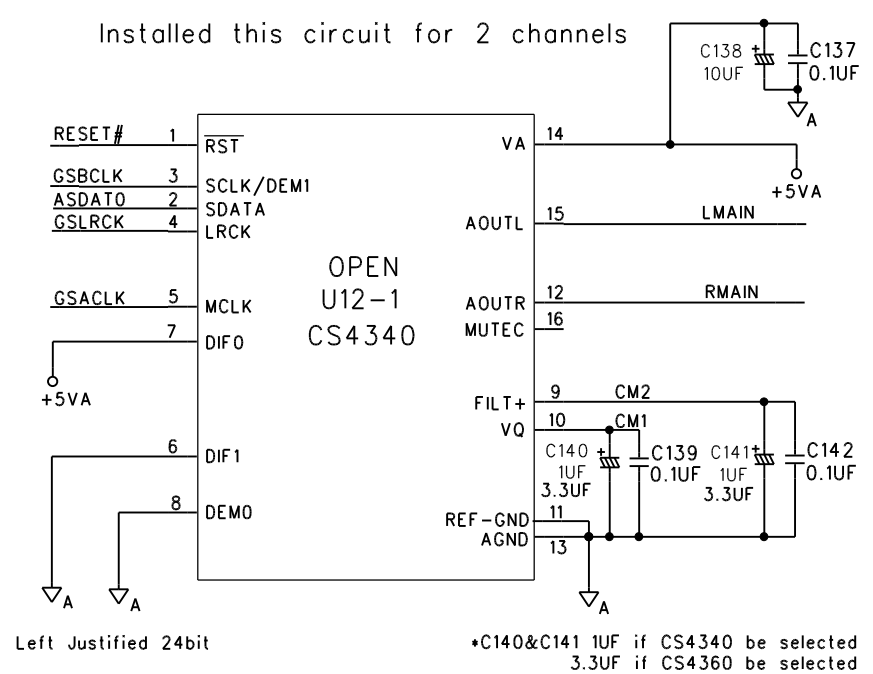 Installed this circuit for 2 channels
C138
10UF
C137
0.1UF
A
RESET# 1 RST
VA 14
+5VA
GSBCLK 3 SCLK/DEM1
ASDATO 2 SDATA
GSLRCK 4 LRCK
AOUTL 15 LMAIN
OPEN
U12-1
CS4340
GSACLK 5 MCLK
AOUTR 12 RMAIN
MUTEC 16
7 DIF0
+5VA
FILT+ 9 CM2
VQ 10 CM1
6 DIF1
C140
1UF
3.3UF
C139
0.1UF
C141
1UF
3.3UF
C142
0.1UF
8 DEM0
REF-GND 11
AGND 13
A
A
A
Left Justified 24bit
*C140&C141 1UF if CS4340 be selected
3.3UF if CS4360 be selected